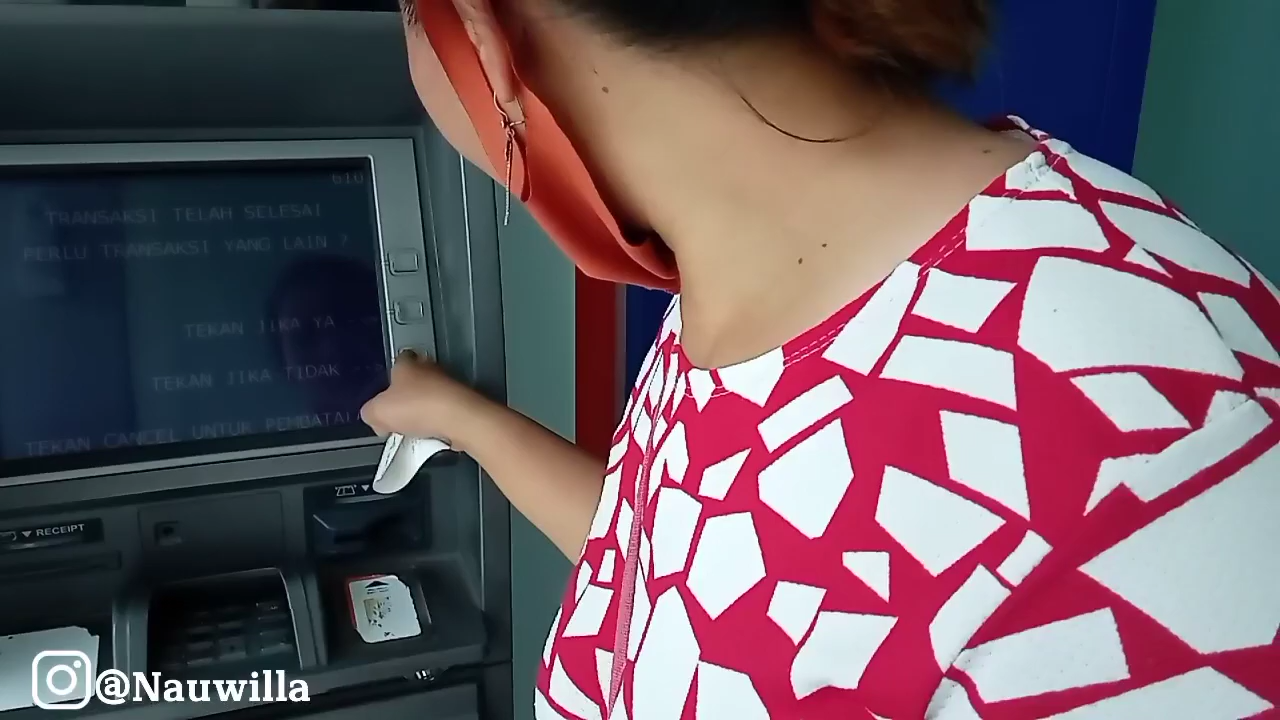 610
TRANSAKSI TELAH SELESAI
PERLU TRANSAKSI YANG LAIN ?
TEKAN JIKA YA -->
TEKAN JIKA TIDAK -->
TEKAN CANCEL UNTUK PEMBATAL
RECEIPT
@Nauwilla